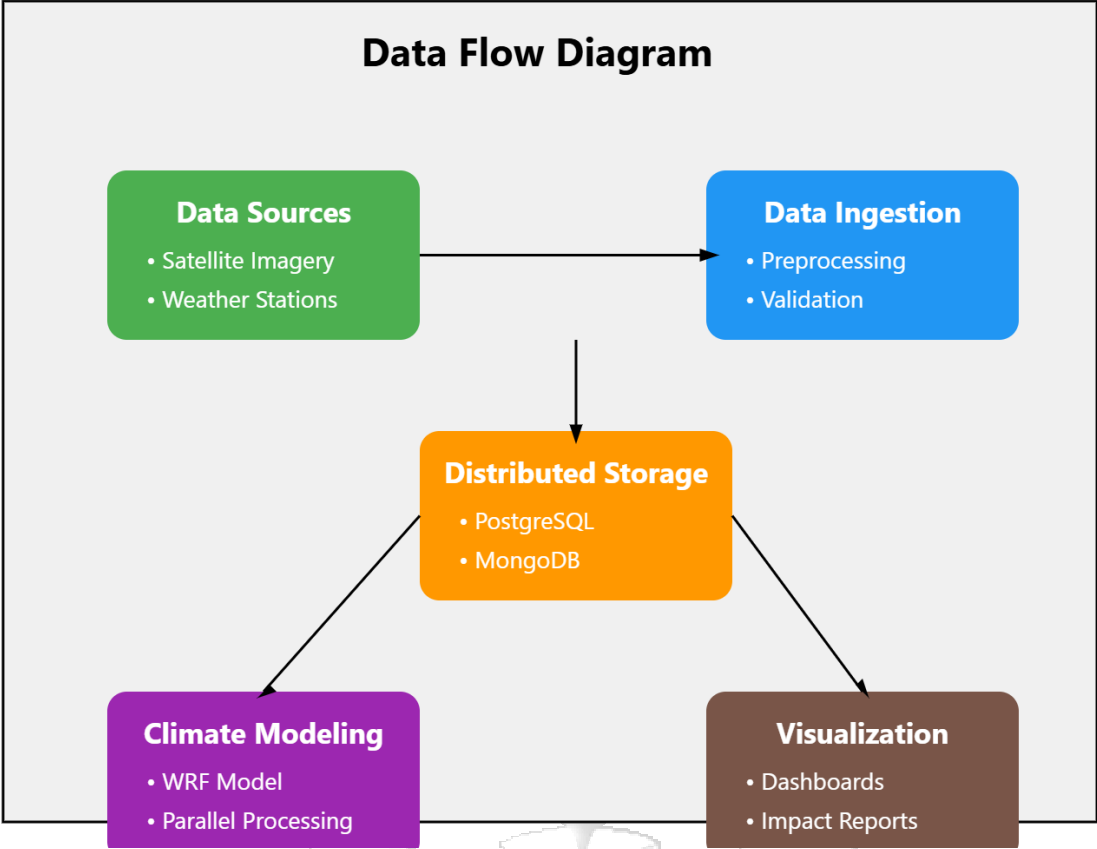 Data Flow Diagram
Data Sources
• Satellite Imagery
• Weather Stations
Data Ingestion
• Preprocessing
• Validation
Distributed Storage
• PostgreSQL
• MongoDB
Climate Modeling
• WRF Model
• Parallel Processing
Visualization
• Dashboards
• Impact Reports